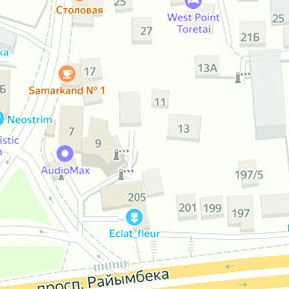 25
Столовая
27
West Point
Toretai
25
21Б
17
13А
Samarkand № 1
11
Neostrim
7
9
13
AudioMax
197/5
205
201
199
197
Eclat_fleur
просп. Райымбека